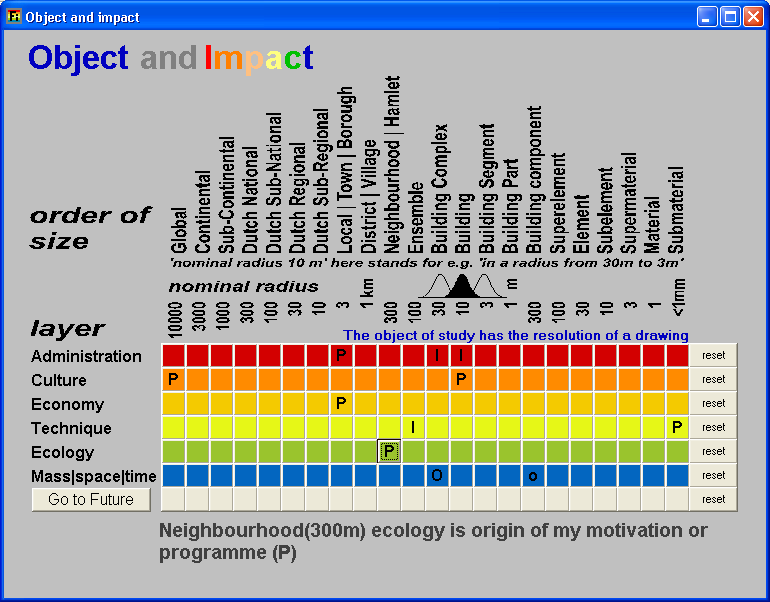 Object and impact
Object and Impact
order of
size
Global
Continental
Sub-Continental
Dutch National
Dutch Sub-National
Dutch Regional
Dutch Sub-Regional
Local | Town | Borough
District | Village
Neighbourhood | Hamlet
Ensemble
Building Complex
Building
Building Segment
Building Part
Building component
Superelement
Element
Subelement
Supermaterial
Material
Submaterial
'nominal radius 10 m' here stands for e.g. 'in a radius from 30m to 3m'
nominal radius
10000 3000 1000 300 100 30 10 3 1 km 300 100 30 10 3 1 m 300 100 30 10 3 1 <1mm
layer
The object of study has the resolution of a drawing
Administration P I I reset
Culture P P reset
Economy P reset
Technique I P reset
Ecology P reset
Mass|space|time O o reset
Go to Future reset
Neighbourhood(300m) ecology is origin of my motivation or
programme (P)